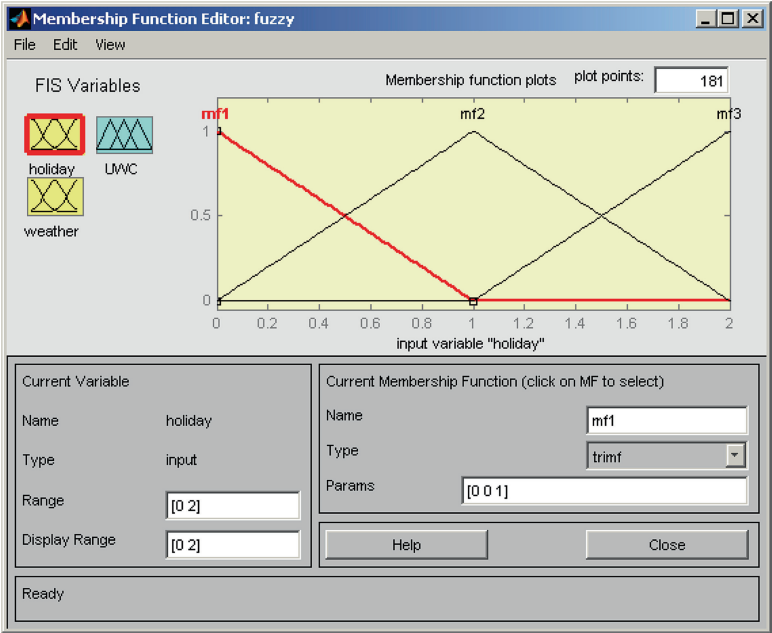 Membership Function Editor: fuzzy
File Edit View
FIS Variables
Membership function plots plot points: 181
holiday UWC
weather
mf1 mf2 mf3
1
0.5
0
0 0.2 0.4 0.6 0.8 1 1.2 1.4 1.6 1.8 2
input variable "holiday"
Current Variable
Name holiday
Type input
Range [0 2]
Display Range [0 2]
Current Membership Function (click on MF to select)
Name mf1
Type trimf
Params [0 0 1]
Help Close
Ready